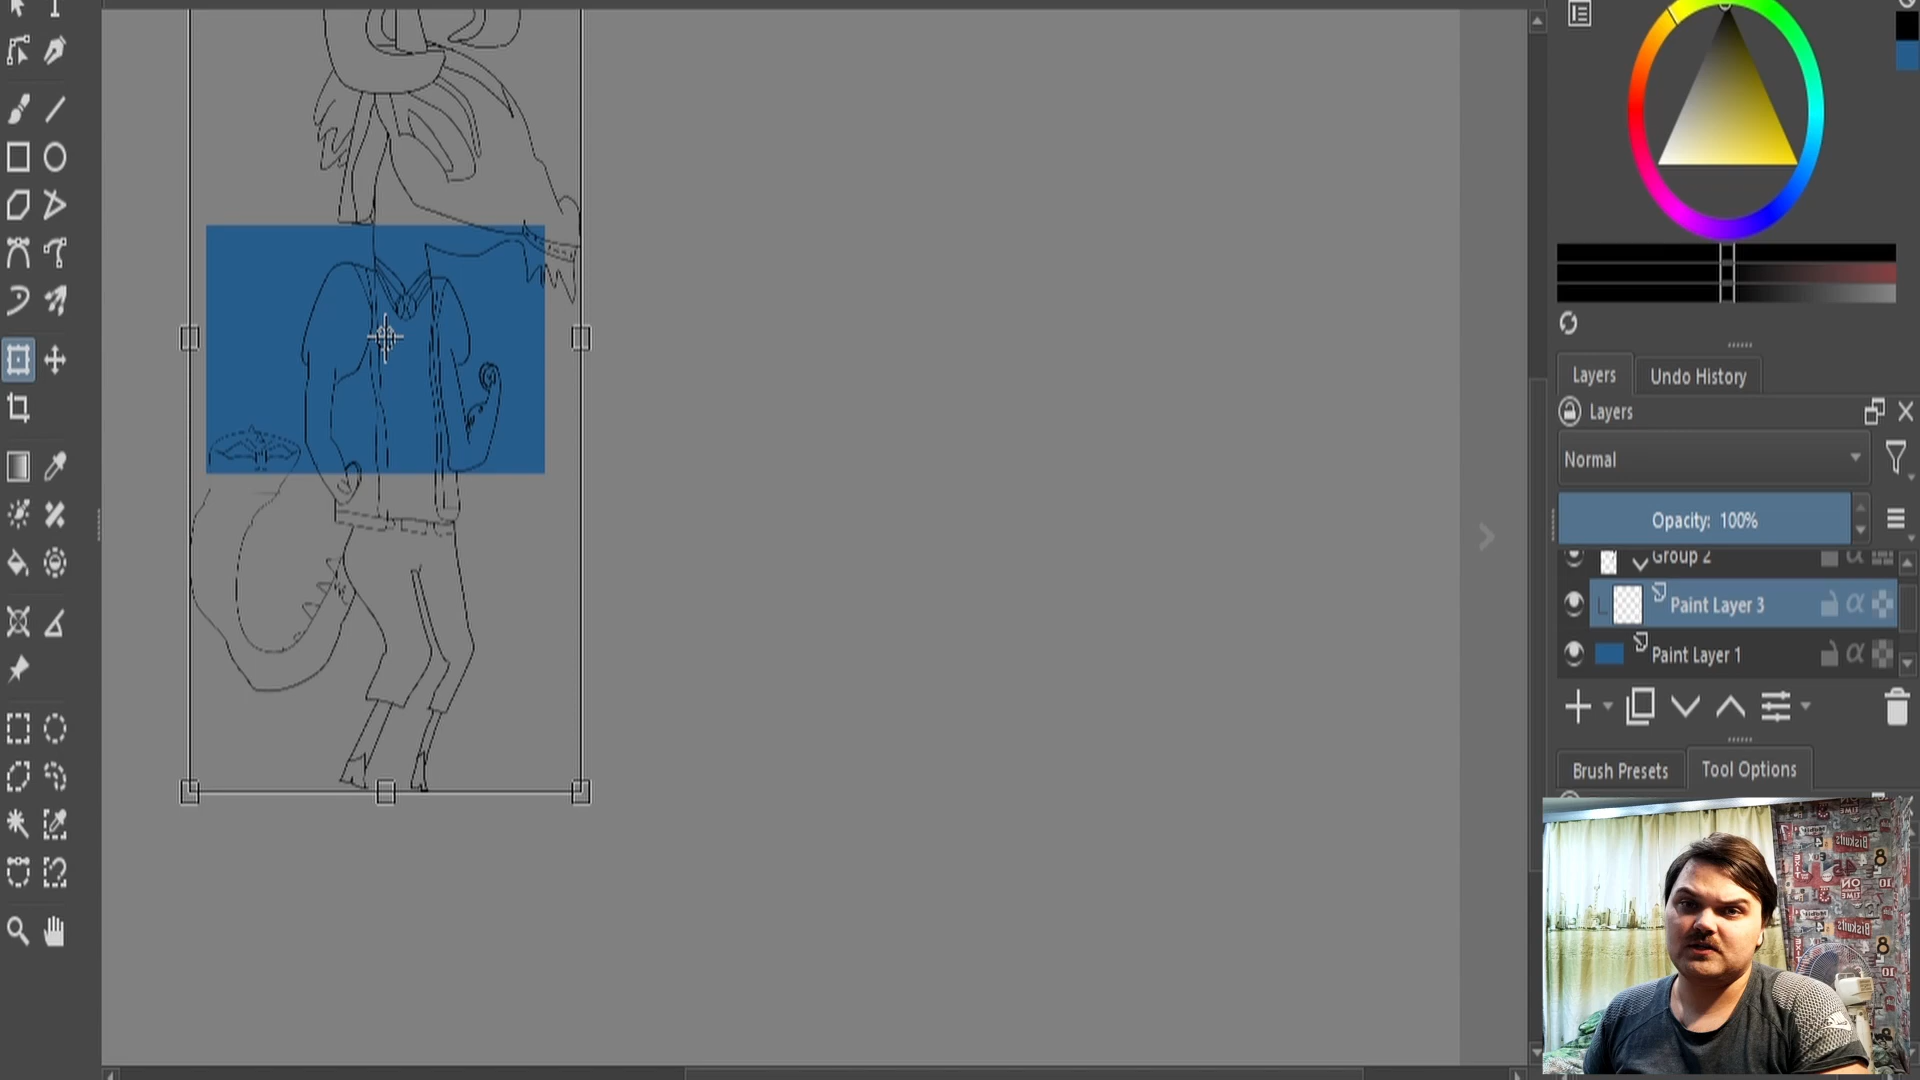 Layers
Undo History
Layers
Normal
Opacity: 100%
Group 2
Paint Layer 3
Paint Layer 1
Brush Presets
Tool Options